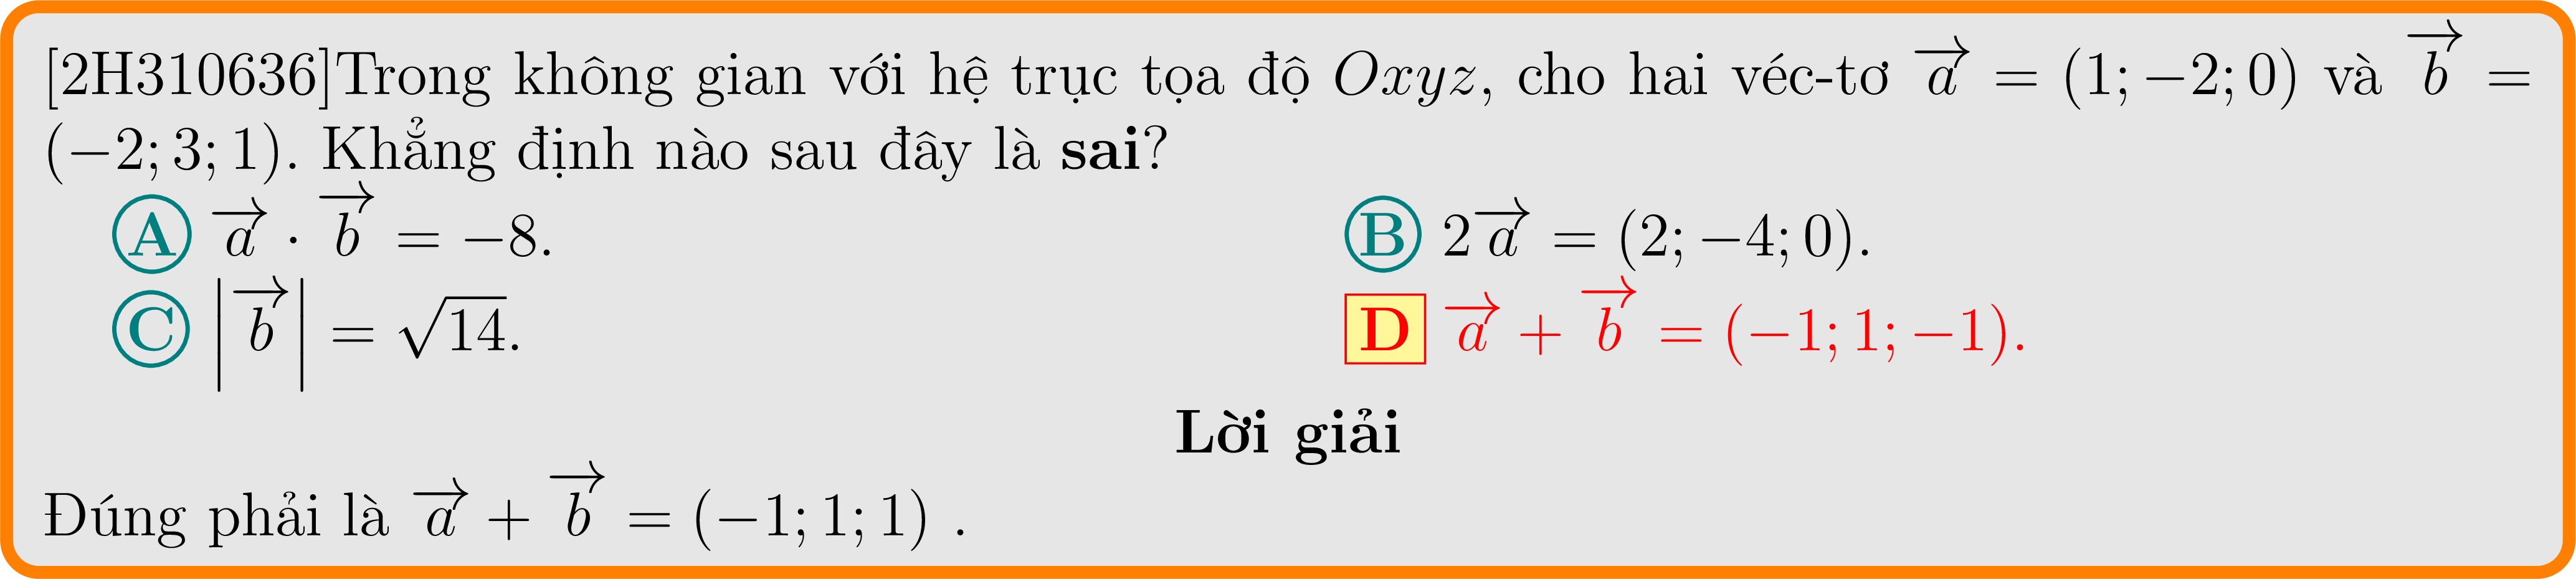 [2H310636]Trong không gian với hệ trục tọa độ Oxyz, cho hai véc-tơ $\overrightarrow{a} = (1; -2; 0)$ và $\overrightarrow{b} =$
$(-2; 3; 1)$. Khẳng định nào sau đây là sai?
A $\overrightarrow{a} \cdot \overrightarrow{b} = -8.$ B $2\overrightarrow{a} = (2; -4; 0).$
C $\left|\overrightarrow{b}\right| = \sqrt{14}.$ D $\overrightarrow{a} + \overrightarrow{b} = (-1; 1; -1).$
Lời giải
Đúng phải là $\overrightarrow{a} + \overrightarrow{b} = (-1; 1; 1)$ .